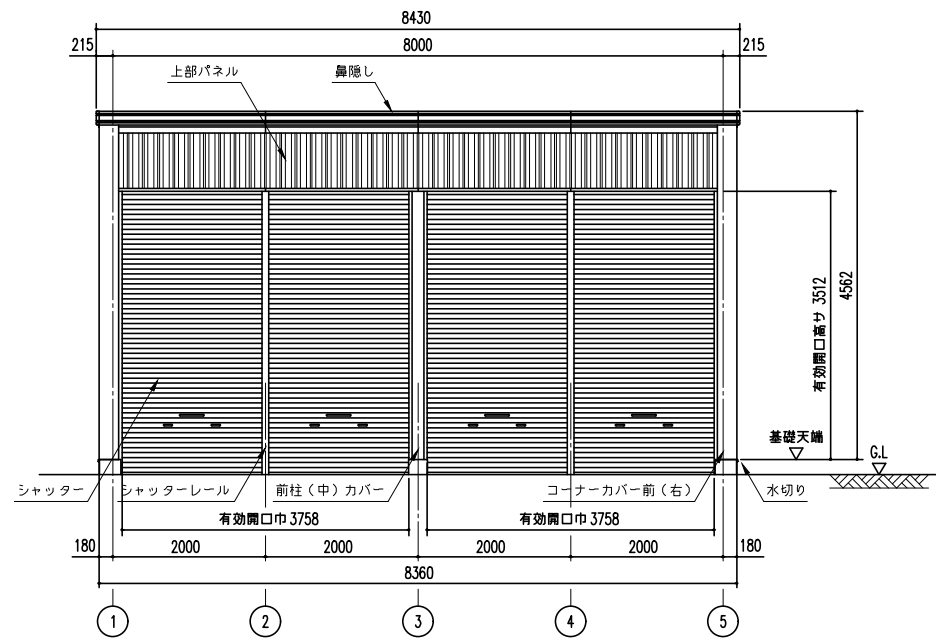 8430
215 8000 215
上部パネル 鼻隠し
有効開口高サ 3512
4562
基礎天端
G.L
シャッター シャッターレール 前柱（中）カバー コーナーカバー前（右） 水切り
有効開口巾 3758 有効開口巾 3758
180 2000 2000 2000 2000 180
8360
1 2 3 4 5